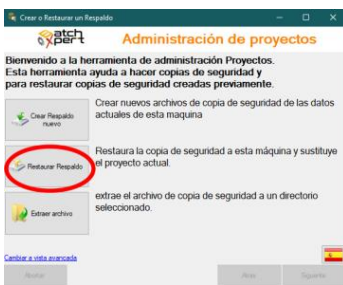 Crear o Restaurar un Respaldo
atch
xpert
Administración de proyectos
Bienvenido a la herramienta de administración Proyectos.
Esta herramienta ayuda a hacer copias de seguridad y
para restaurar copias de seguridad creadas previamente.
Crear Respaldo
nuevo
Crear nuevos archivos de copia de seguridad de las datos
actuales de esta maquina
Restaurar Respaldo
Restaura la copia de seguridad a esta máquina y sustituye
el proyecto actual.
Extraer archivo
extrae el archivo de copia de seguridad a un directorio
seleccionado.
Cambiar a vista avanzada
Atras
Siguiente